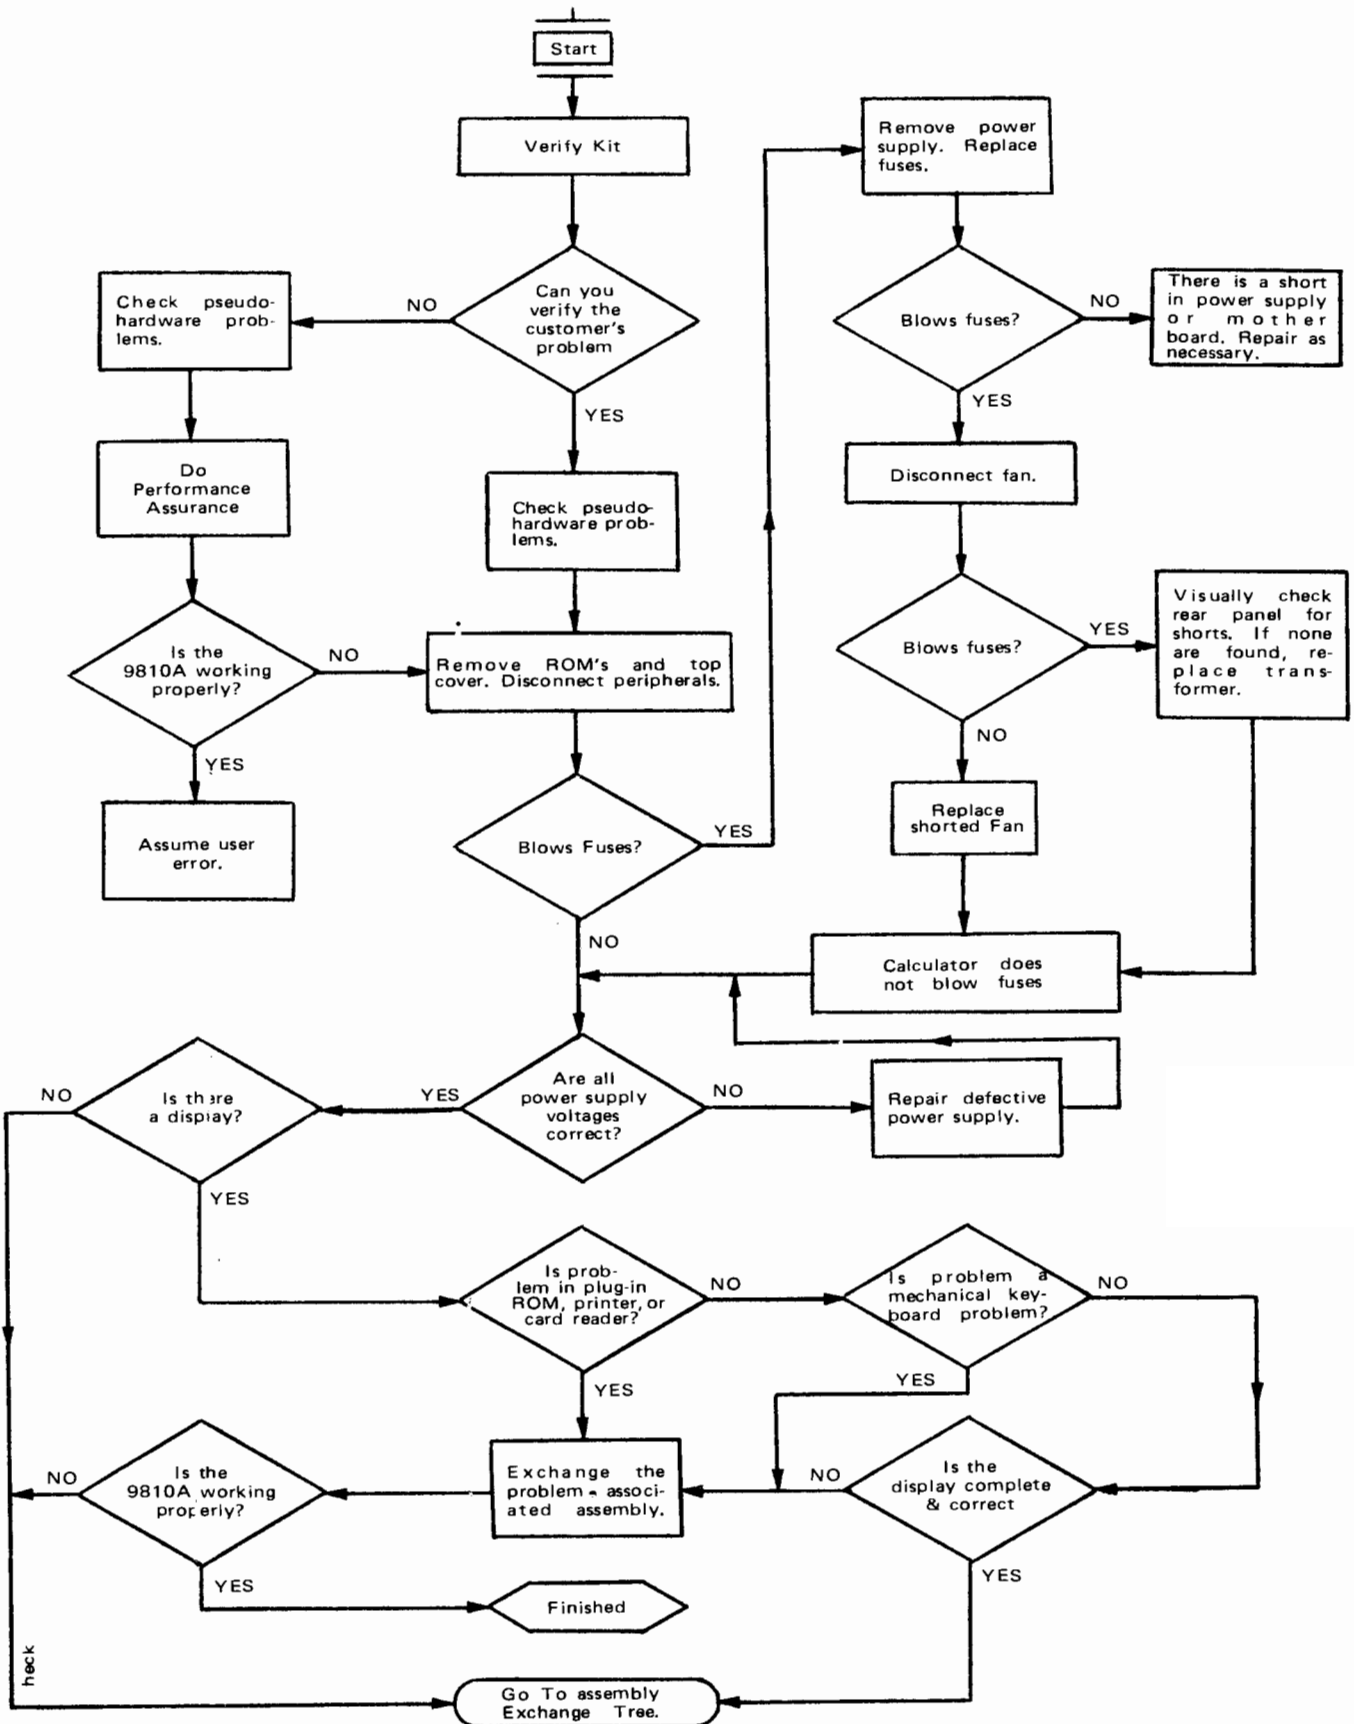 Start
Verify Kit
Can you
verify the
customer's
problem
NO
YES
Check pseudo-
hardware prob-
lems.
Do
Performance
Assurance
Is the
9810A working
properly?
NO
YES
Assume user
error.
Check pseudo-
hardware prob-
lems.
Remove ROM's and top
cover. Disconnect peripherals.
Blows Fuses?
YES
NO
Remove power
supply. Replace
fuses.
Blows fuses?
NO
There is a short
in power supply
or mother
board. Repair as
necessary.
YES
Disconnect fan.
Blows fuses?
YES
Visually check
rear panel for
shorts. If none
are found, re-
place trans-
former.
NO
Replace
shorted Fan
Calculator does
not blow fuses
Are all
power supply
voltages
correct?
NO
Repair defective
power supply.
YES
Is there
a display?
NO
YES
Is prob-
lem in plug-in
ROM, printer, or
card reader?
NO
YES
Is problem a
mechanical key-
board problem?
NO
YES
Is the
display complete
& correct
NO
YES
Exchange the
problem - associ-
ated assembly.
Is the
9810A working
properly?
NO
YES
Finished
heck
Go To assembly
Exchange Tree.